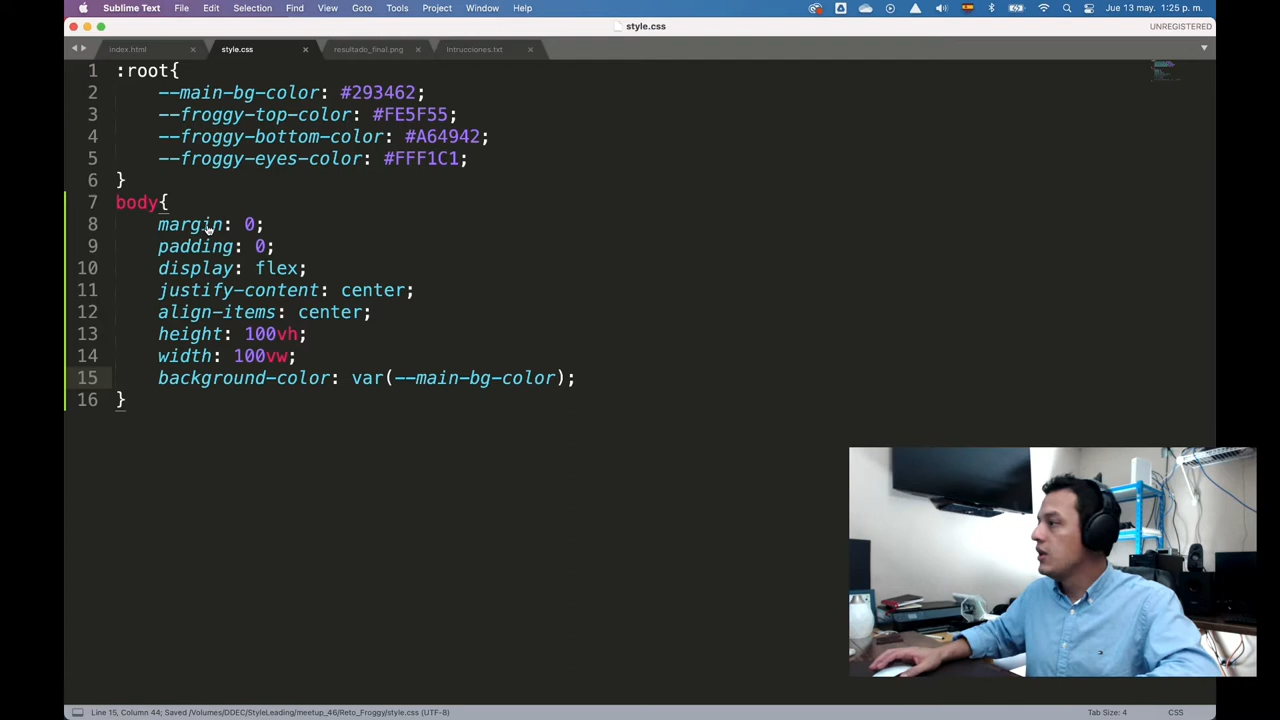 Sublime Text File Edit Selection Find View Goto Tools Project Window Help Jue 13 may. 1:25 p. m.
style.css UNREGISTERED
index.html style.css resultado_final.png Intrucciones.txt
1 :root{
2 --main-bg-color: #293462;
3 --froggy-top-color: #FE5F55;
4 --froggy-bottom-color: #A64942;
5 --froggy-eyes-color: #FFF1C1;
6 }
7 body{
8 margin: 0;
9 padding: 0;
10 display: flex;
11 justify-content: center;
12 align-items: center;
13 height: 100vh;
14 width: 100vw;
15 background-color: var(--main-bg-color);
16 }
Line 15, Column 44; Saved /Volumes/DDEC/StyleLeading/meetup_46/Reto_Froggy/style.css (UTF-8) Tab Size: 4 CSS